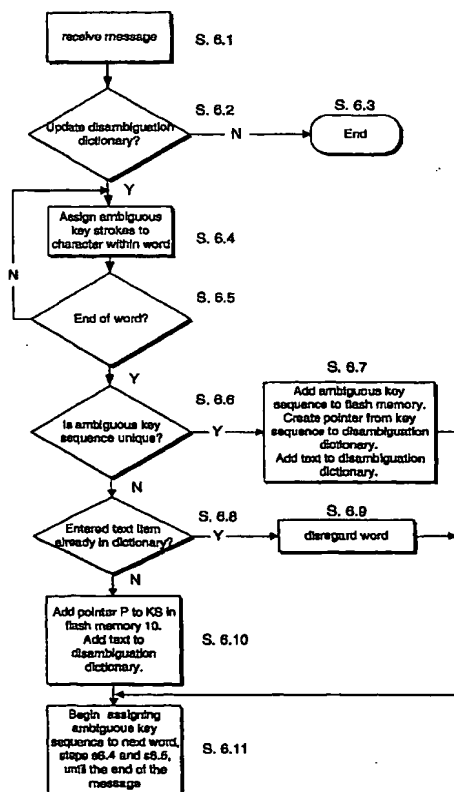 receive message
S. 6.1
S. 6.2
Update disambiguation
dictionary?
N
S. 6.3
End
Y
Assign ambiguous
key strokes to
character within word
S. 6.4
N
S. 6.5
End of word?
Y
S. 6.6
Is ambiguous key
sequence unique?
Y
S. 6.7
Add ambiguous key
sequence to flash memory.
Create pointer from key
sequence to disambiguation
dictionary.
Add text to disambiguation
dictionary.
N
S. 6.8
Entered text item
already in dictionary?
Y
S. 6.9
disregard word
N
Add pointer P to KS in
flash memory 10.
Add text to
disambiguation
dictionary.
S. 6.10
Begin assigning
ambiguous key
sequence to next word,
steps s6.4 and s6.5,
until the end of the
message
S. 6.11